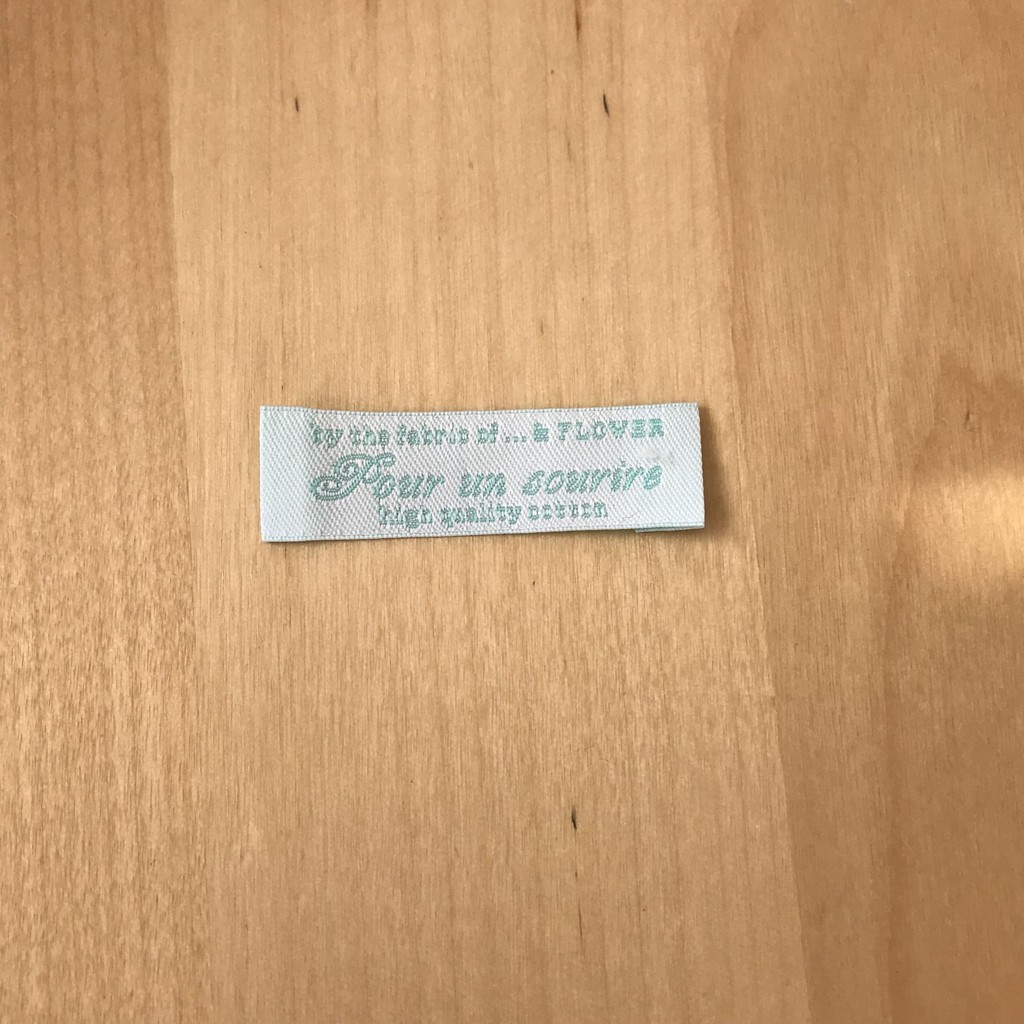 by the fabric of... & FLOWER
Pour un sourire
high quality cotton